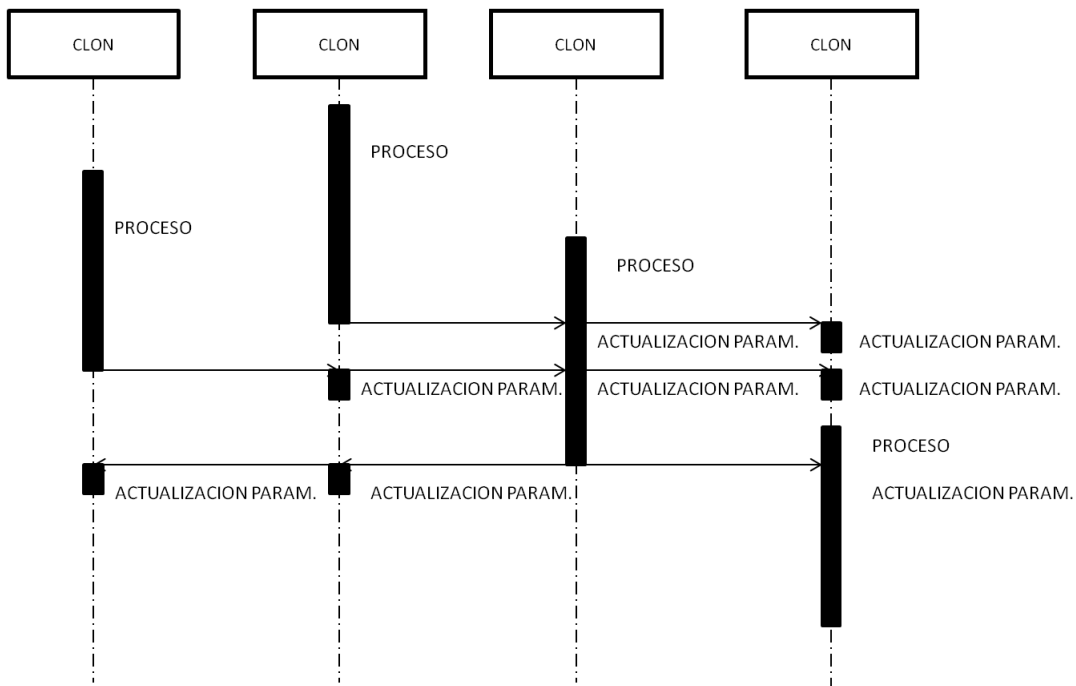 CLON
CLON
CLON
CLON
PROCESO
PROCESO
PROCESO
ACTUALIZACION PARAM.
ACTUALIZACION PARAM.
ACTUALIZACION PARAM.
ACTUALIZACION PARAM.
ACTUALIZACION PARAM.
PROCESO
ACTUALIZACION PARAM.
ACTUALIZACION PARAM.
ACTUALIZACION PARAM.